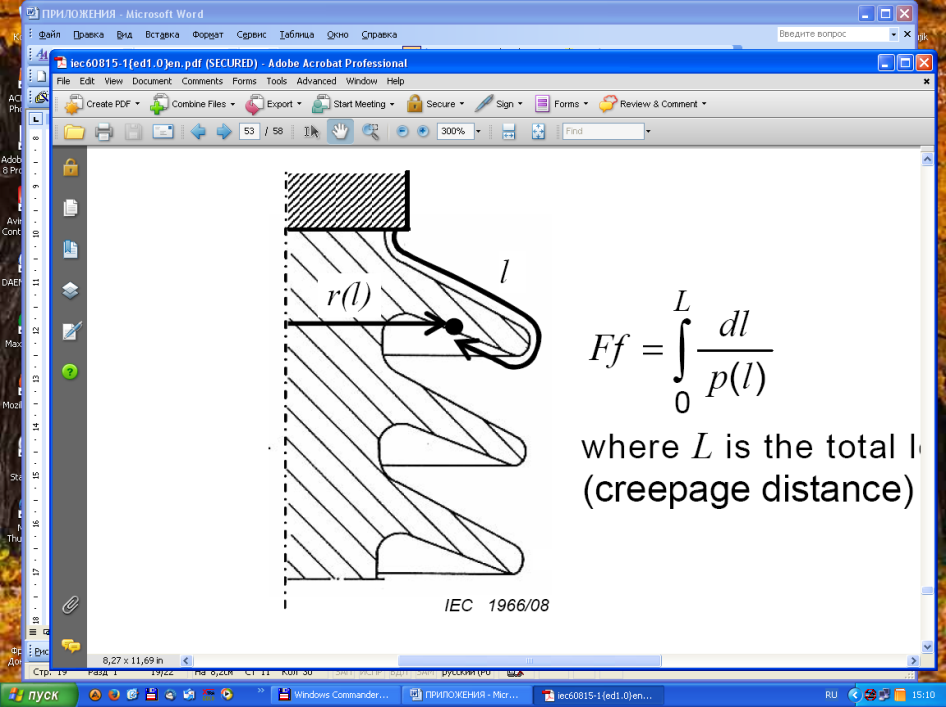 ПРИЛОЖЕНИЯ - Microsoft Word
Файл Правка Вид Вставка Формат Сервис Таблица Окно Справка
Введите вопрос
iec60815-1{ed1.0}en.pdf (SECURED) - Adobe Acrobat Professional
File Edit View Document Comments Forms Tools Advanced Window Help
Create PDF Combine Files Export Start Meeting Secure Sign Forms Review & Comment
53 / 58 300% Find
l
r(l)
L
Ff = ∫ dl
p(l)
0
where L is the total l
(creepage distance)
IEC 1966/08
8,27 x 11,69 in
Стр. 19 Разд 1 19/22 На 8,2см Ст 11 Кол 30
пуск Windows Commander... ПРИЛОЖЕНИЯ - Micr... iec60815-1{ed1.0}en... RU 15:10